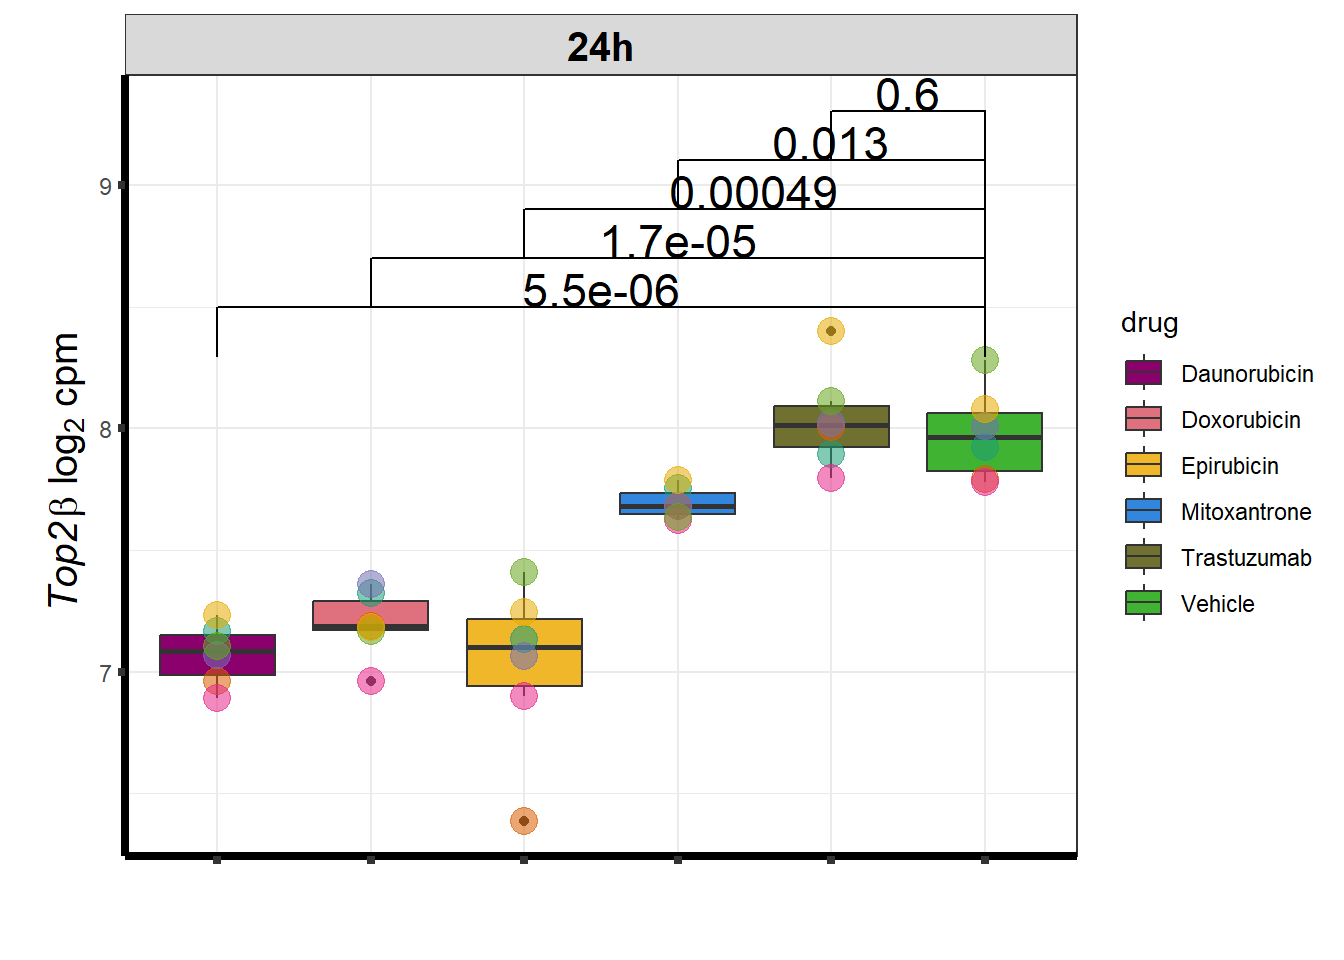 24h
0.6
0.013
0.00049
1.7e-05
5.5e-06
9
8
7
Top2β log₂ cpm
drug
Daunorubicin
Doxorubicin
Epirubicin
Mitoxantrone
Trastuzumab
Vehicle